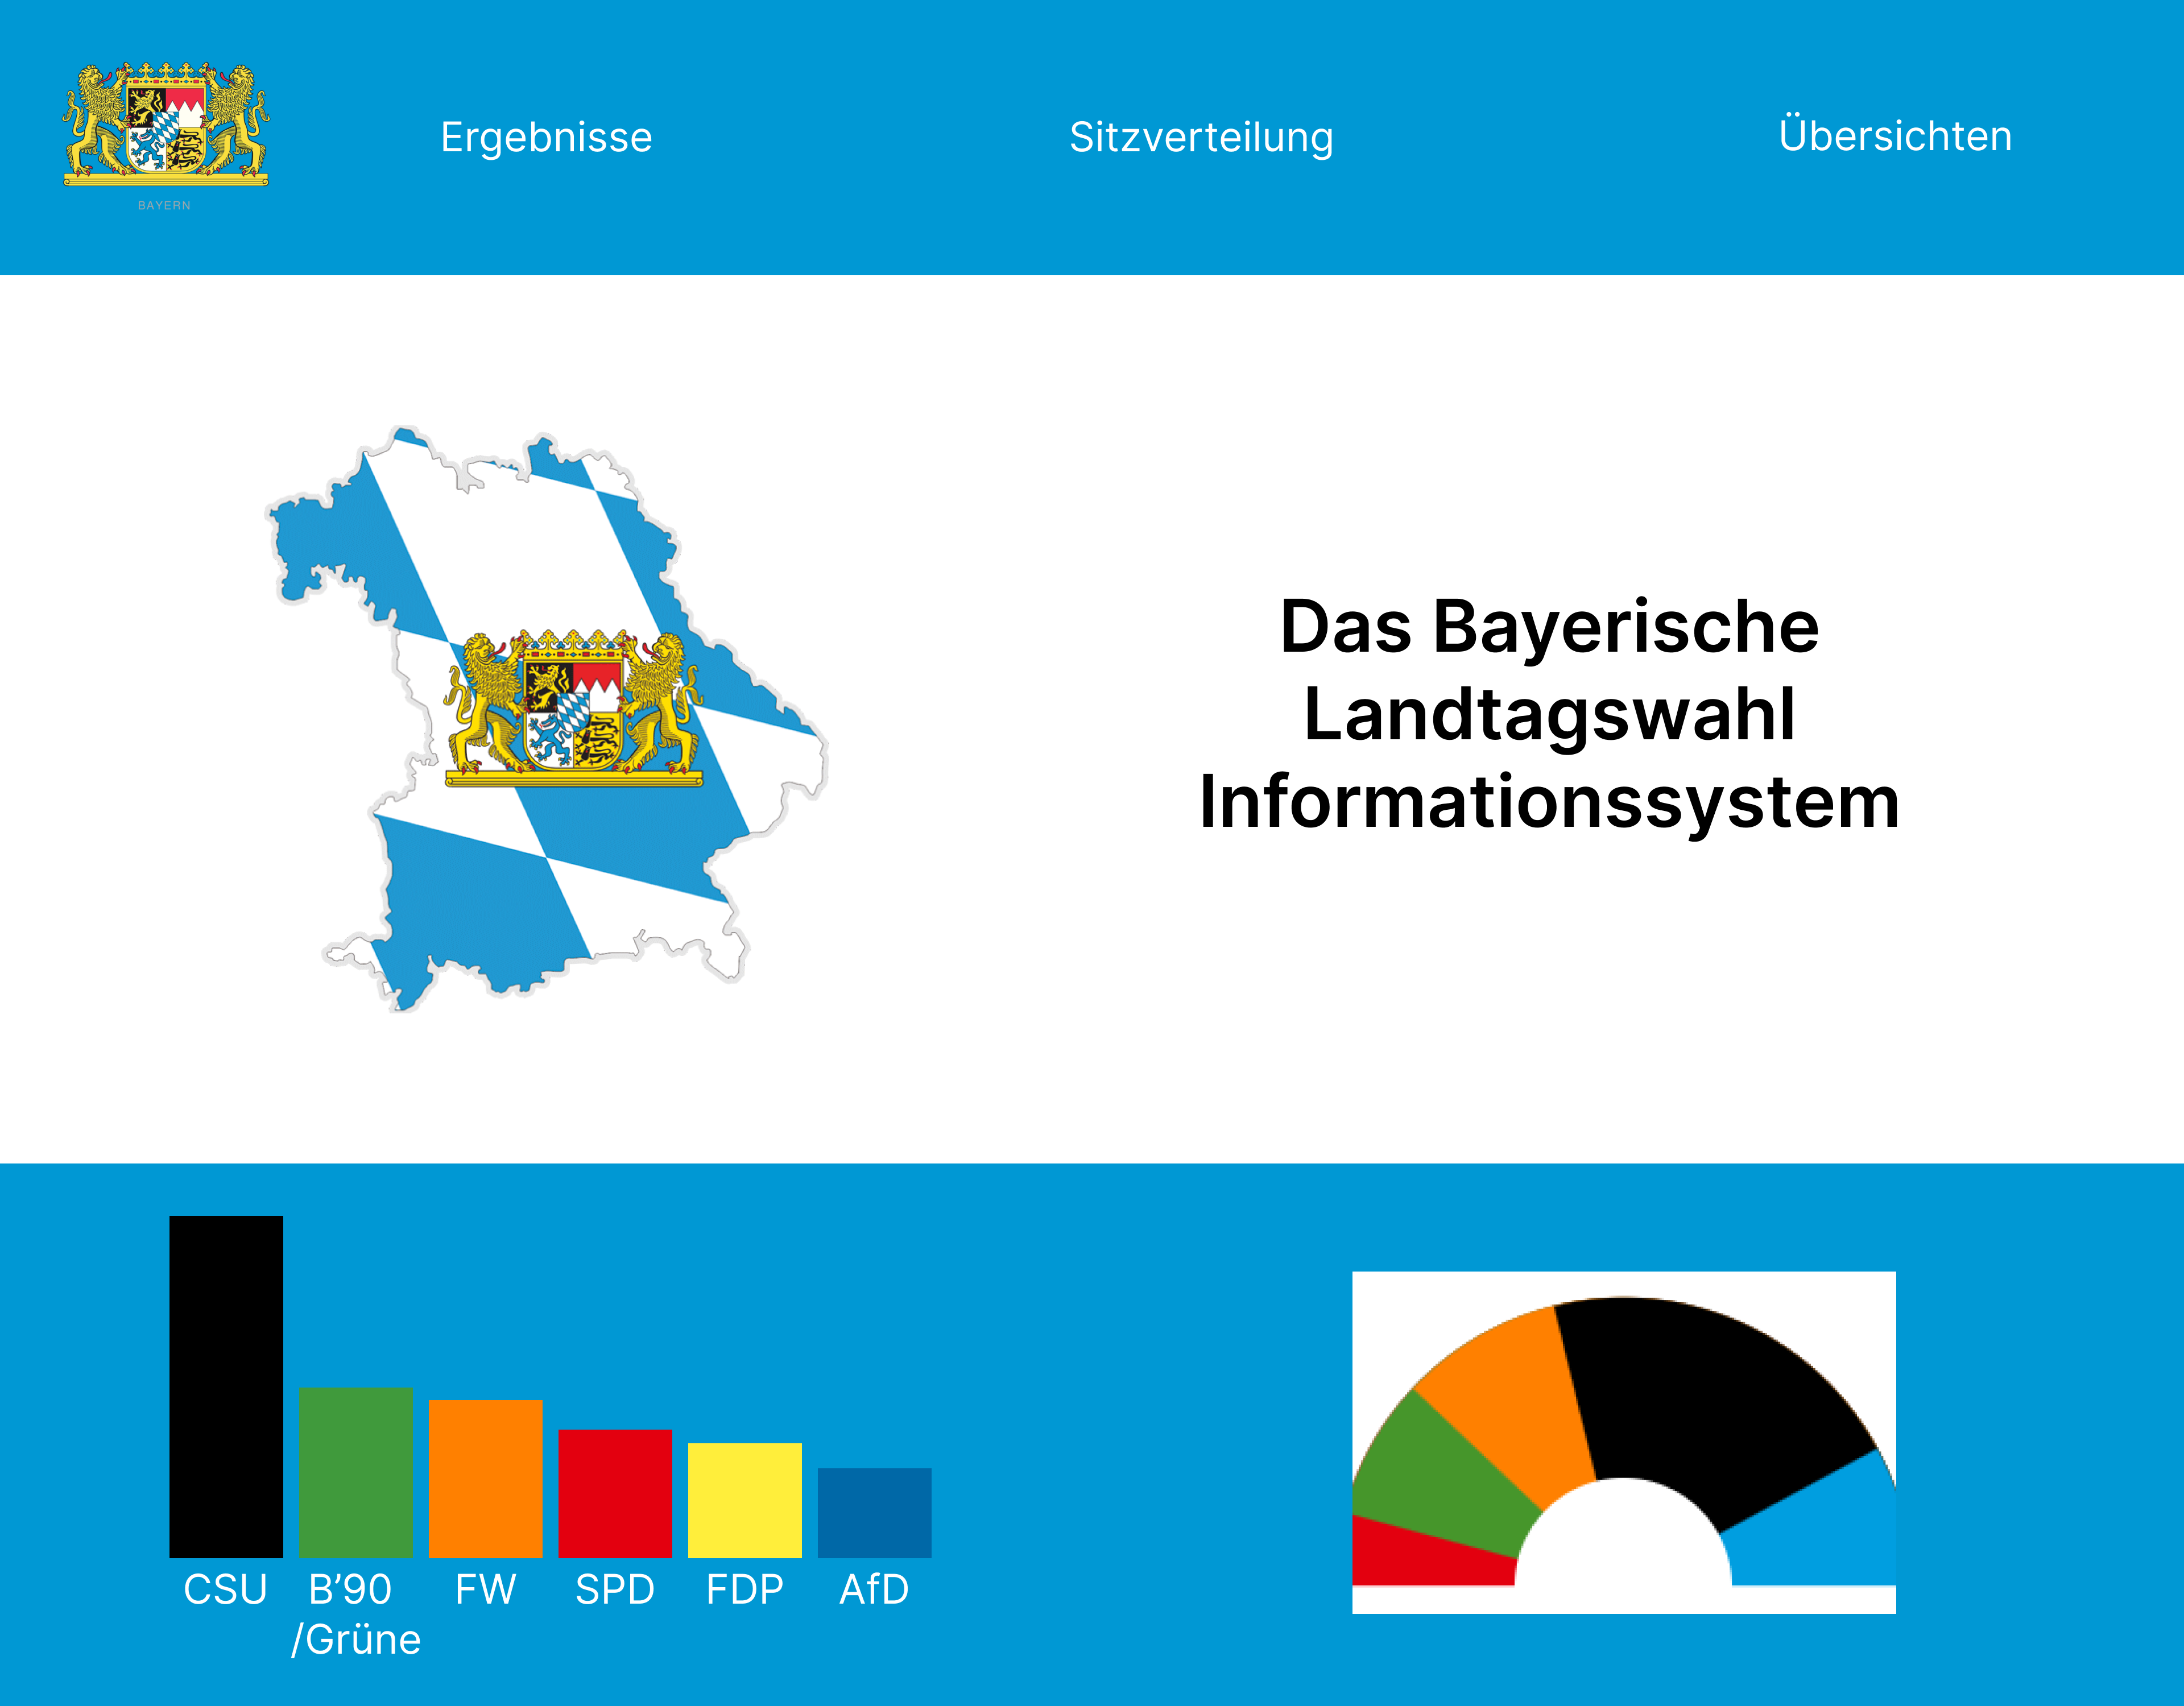 BAYERN
Ergebnisse
Sitzverteilung
Übersichten
Das Bayerische
Landtagswahl
Informationssystem
CSU
B’90
/Grüne
FW
SPD
FDP
AfD